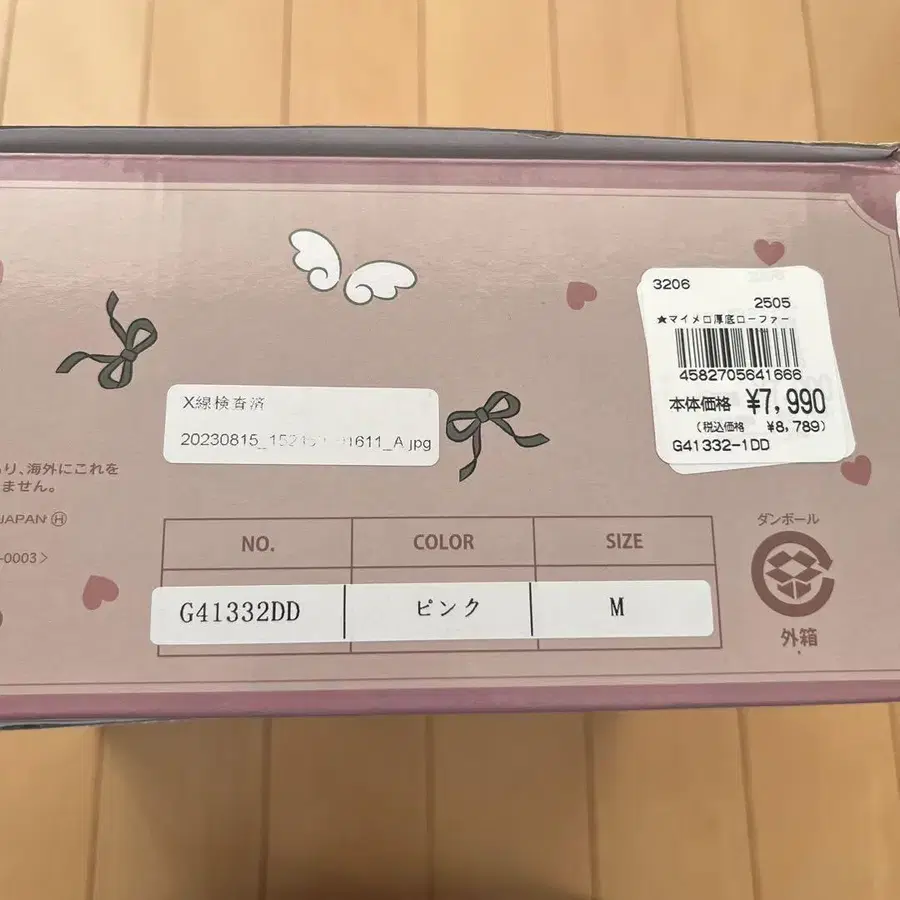 3206
2505
★マイメロ厚底ローファー
4582705641666
本体価格 ¥7,990
(税込価格 ¥8,789)
G41332-1DD
X線検査済
20230815_
1611_A.jpg
り、海外にこれを
ません。
JAPAN Ⓗ
-0003>
NO. COLOR SIZE
G41332DD ピンク M
ダンボール
外箱